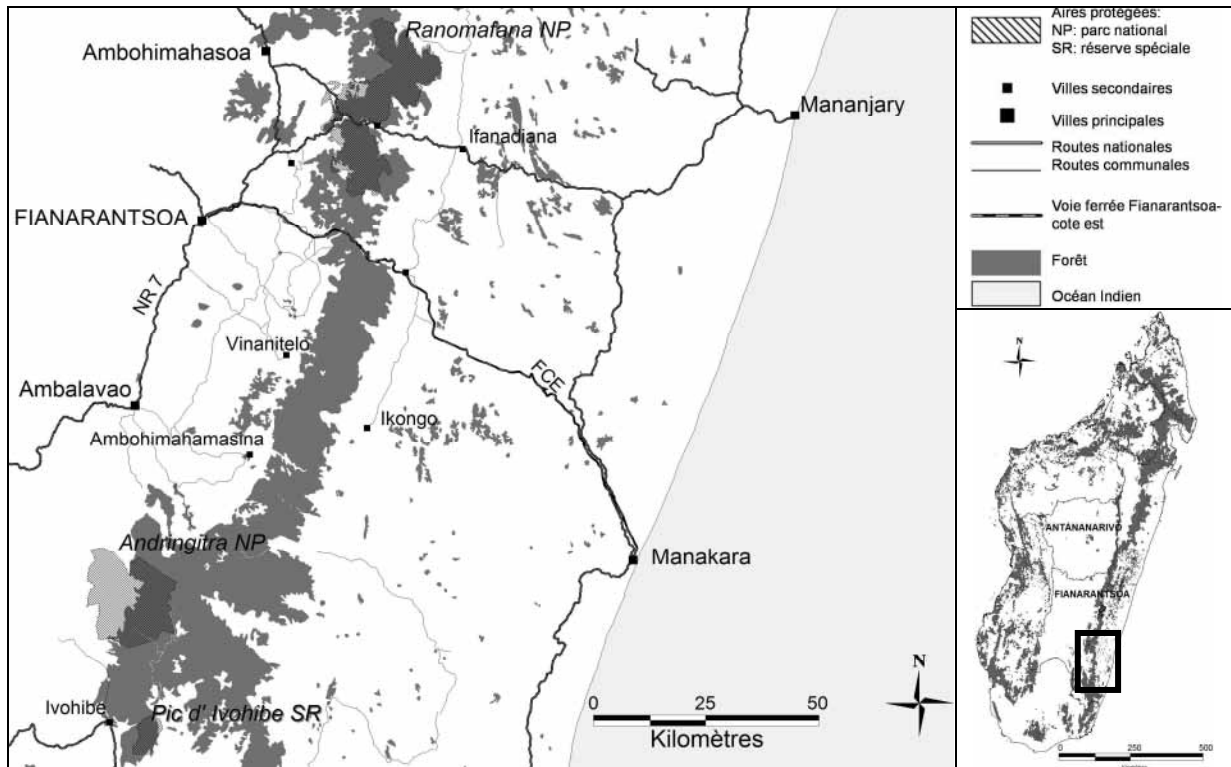 Ranomafana NP
Ambohimahasoa
Mananjary
Ifanadiana
FIANARANTSOA
NR 7
Vinanitelo
FCE
Ambalavao
Ikongo
Ambohimahamasina
Andringitra NP
Manakara
Ivohibe
Pic d' Ivohibe SR
N
0 25 50
Kilomètres
Aires protégées:
NP: parc national
SR: réserve spéciale
Villes secondaires
Villes principales
Routes nationales
Routes communales
Voie ferrée Fianarantsoa-
cote est
Forêt
Océan Indien
N
ANTANANARIVO
FIANARANTSOA
0 250 500